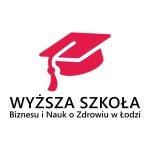 WYŻSZA SZKOŁA
Biznesu i Nauk o Zdrowiu w Łodzi